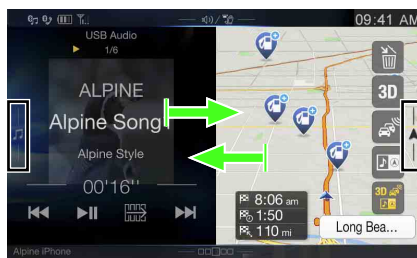 09:41 AM
USB Audio
1/6
ALPINE
Alpine Song
Alpine Style
00'16"
Alpine iPhone
3D
3D
8:06 am
1:50
110 mi
Long Bea...